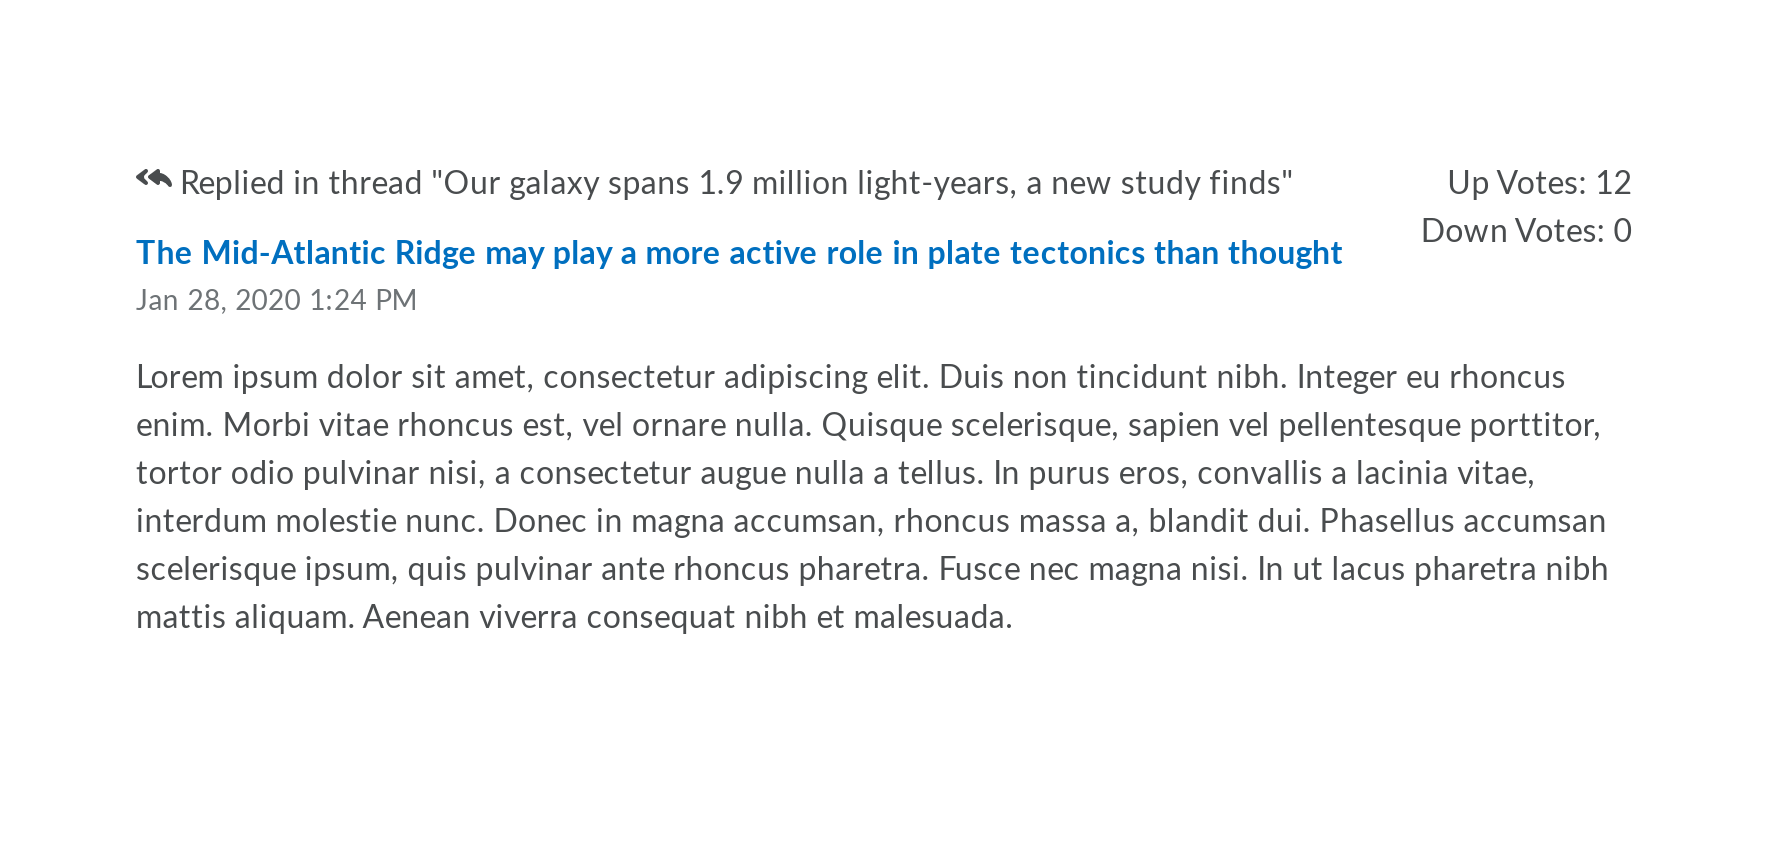 Replied in thread "Our galaxy spans 1.9 million light-years, a new study finds"
Up Votes: 12
Down Votes: 0
The Mid-Atlantic Ridge may play a more active role in plate tectonics than thought
Jan 28, 2020 1:24 PM
Lorem ipsum dolor sit amet, consectetur adipiscing elit. Duis non tincidunt nibh. Integer eu rhoncus
enim. Morbi vitae rhoncus est, vel ornare nulla. Quisque scelerisque, sapien vel pellentesque porttitor,
tortor odio pulvinar nisi, a consectetur augue nulla a tellus. In purus eros, convallis a lacinia vitae,
interdum molestie nunc. Donec in magna accumsan, rhoncus massa a, blandit dui. Phasellus accumsan
scelerisque ipsum, quis pulvinar ante rhoncus pharetra. Fusce nec magna nisi. In ut lacus pharetra nibh
mattis aliquam. Aenean viverra consequat nibh et malesuada.